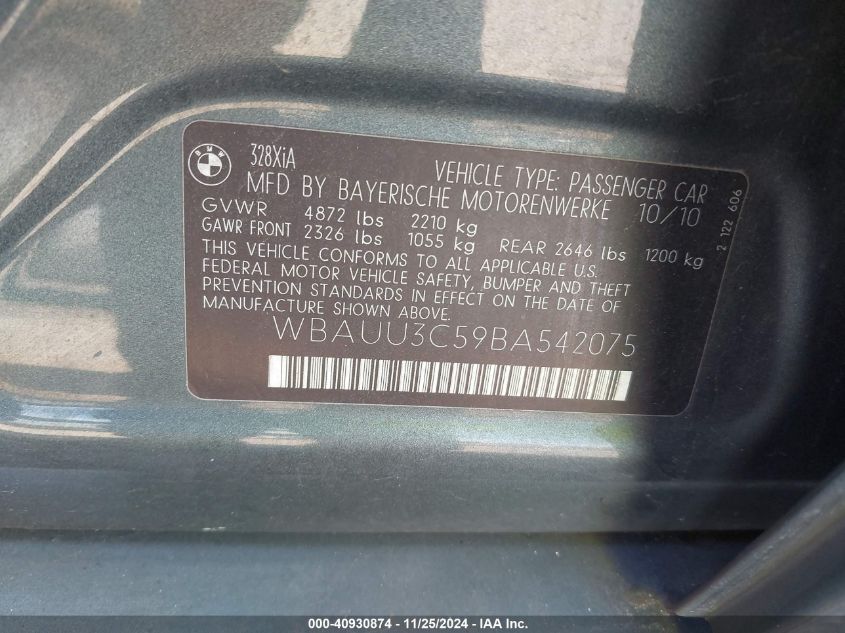 BMW
328XiA
VEHICLE TYPE: PASSENGER CAR
MFD BY BAYERISCHE MOTORENWERKE 10/10
GVWR 4872 lbs 2210 kg
GAWR FRONT 2326 lbs 1055 kg REAR 2646 lbs 1200 kg
THIS VEHICLE CONFORMS TO ALL APPLICABLE U.S.
FEDERAL MOTOR VEHICLE SAFETY, BUMPER AND THEFT
PREVENTION STANDARDS IN EFFECT ON THE DATE OF
MANUFACTURE SHOWN ABOVE.
WBAUU3C59BA542075
2 122 606
000-40930874 - 11/25/2024 - IAA Inc.